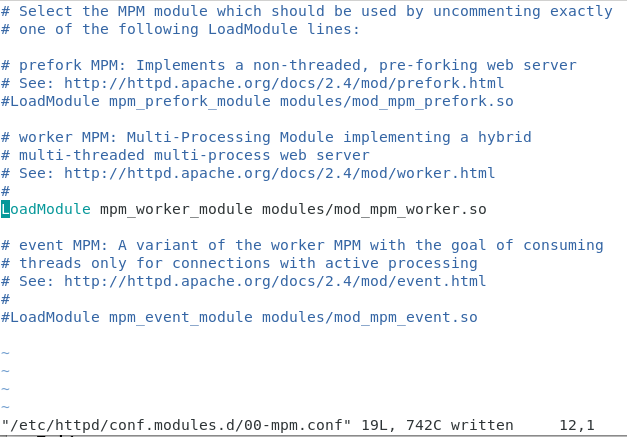 # Select the MPM module which should be used by uncommenting exactly
# one of the following LoadModule lines:
# prefork MPM: Implements a non-threaded, pre-forking web server
# See: http://httpd.apache.org/docs/2.4/mod/prefork.html
#LoadModule mpm_prefork_module modules/mod_mpm_prefork.so
# worker MPM: Multi-Processing Module implementing a hybrid
# multi-threaded multi-process web server
# See: http://httpd.apache.org/docs/2.4/mod/worker.html
#
LoadModule mpm_worker_module modules/mod_mpm_worker.so
# event MPM: A variant of the worker MPM with the goal of consuming
# threads only for connections with active processing
# See: http://httpd.apache.org/docs/2.4/mod/event.html
#
#LoadModule mpm_event_module modules/mod_mpm_event.so
~
~
~
~
"/etc/httpd/conf.modules.d/00-mpm.conf" 19L, 742C written 12,1